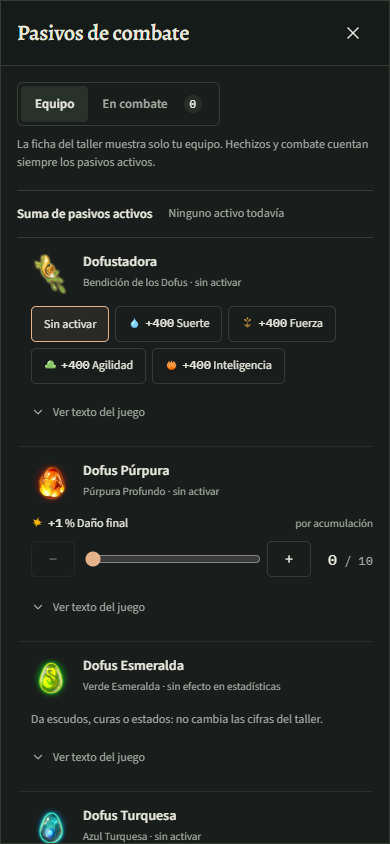 Pasivos de combate
Equipo
En combate 0
La ficha del taller muestra solo tu equipo. Hechizos y combate cuentan
siempre los pasivos activos.
Suma de pasivos activos Ninguno activo todavía
Dofustadora
Bendición de los Dofus · sin activar
Sin activar
+400 Suerte
+400 Fuerza
+400 Agilidad
+400 Inteligencia
Ver texto del juego
Dofus Púrpura
Púrpura Profundo · sin activar
+1 % Daño final
por acumulación
− + 0 / 10
Ver texto del juego
Dofus Esmeralda
Verde Esmeralda · sin efecto en estadísticas
Da escudos, curas o estados: no cambia las cifras del taller.
Ver texto del juego
Dofus Turquesa
Azul Turquesa · sin activar